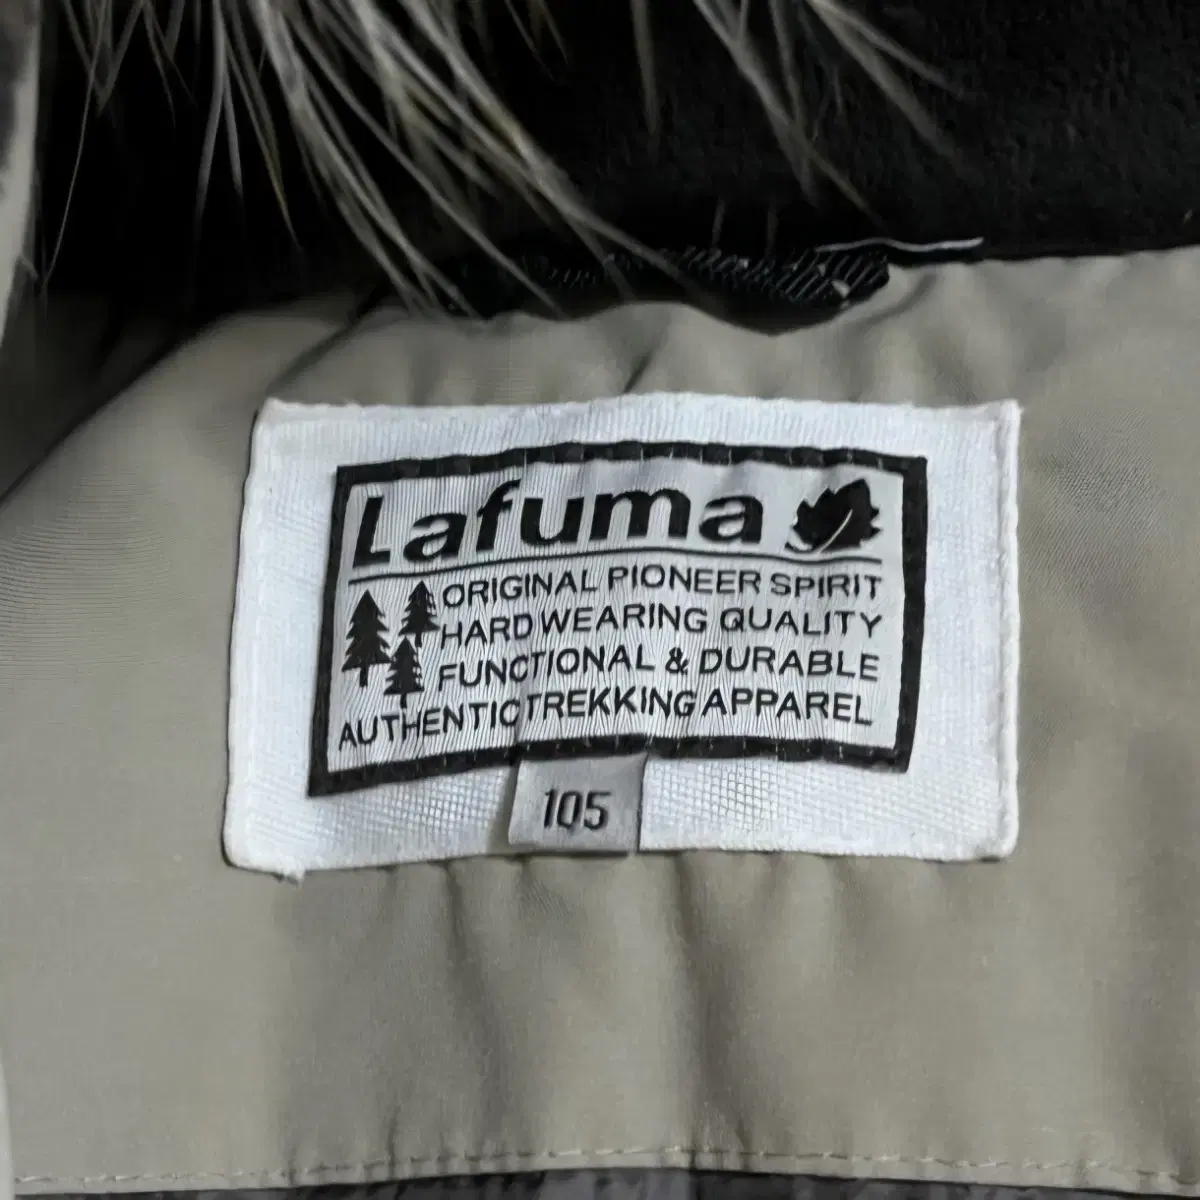 Lafuma
ORIGINAL PIONEER SPIRIT
HARD WEARING QUALITY
FUNCTIONAL & DURABLE
AUTHENTIC TREKKING APPAREL
105